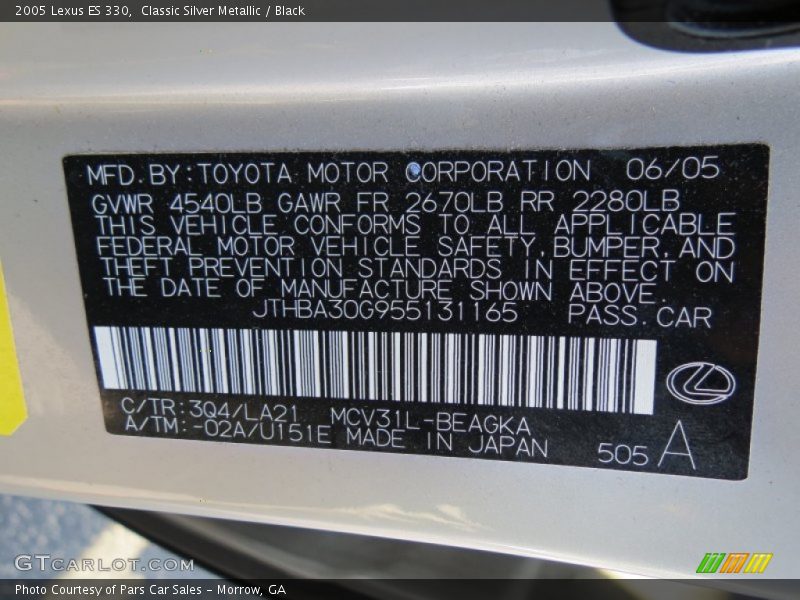 2005 Lexus ES 330,  Classic Silver Metallic / Black
MFD.BY:TOYOTA MOTOR CORPORATION 06/05
GVWR 4540LB GAWR FR 2670LB RR 2280LB
THIS VEHICLE CONFORMS TO ALL APPLICABLE
FEDERAL MOTOR VEHICLE SAFETY,BUMPER,AND
THEFT PREVENTION STANDARDS IN EFFECT ON
THE DATE OF MANUFACTURE SHOWN ABOVE.
JTHBA30G955131165 PASS.CAR
C/TR:3Q4/LA21 MCV31L-BEAGKA
A/TM:-02A/U151E MADE IN JAPAN
505 A
GTCARLOT.COM
Photo Courtesy of Pars Car Sales - Morrow, GA